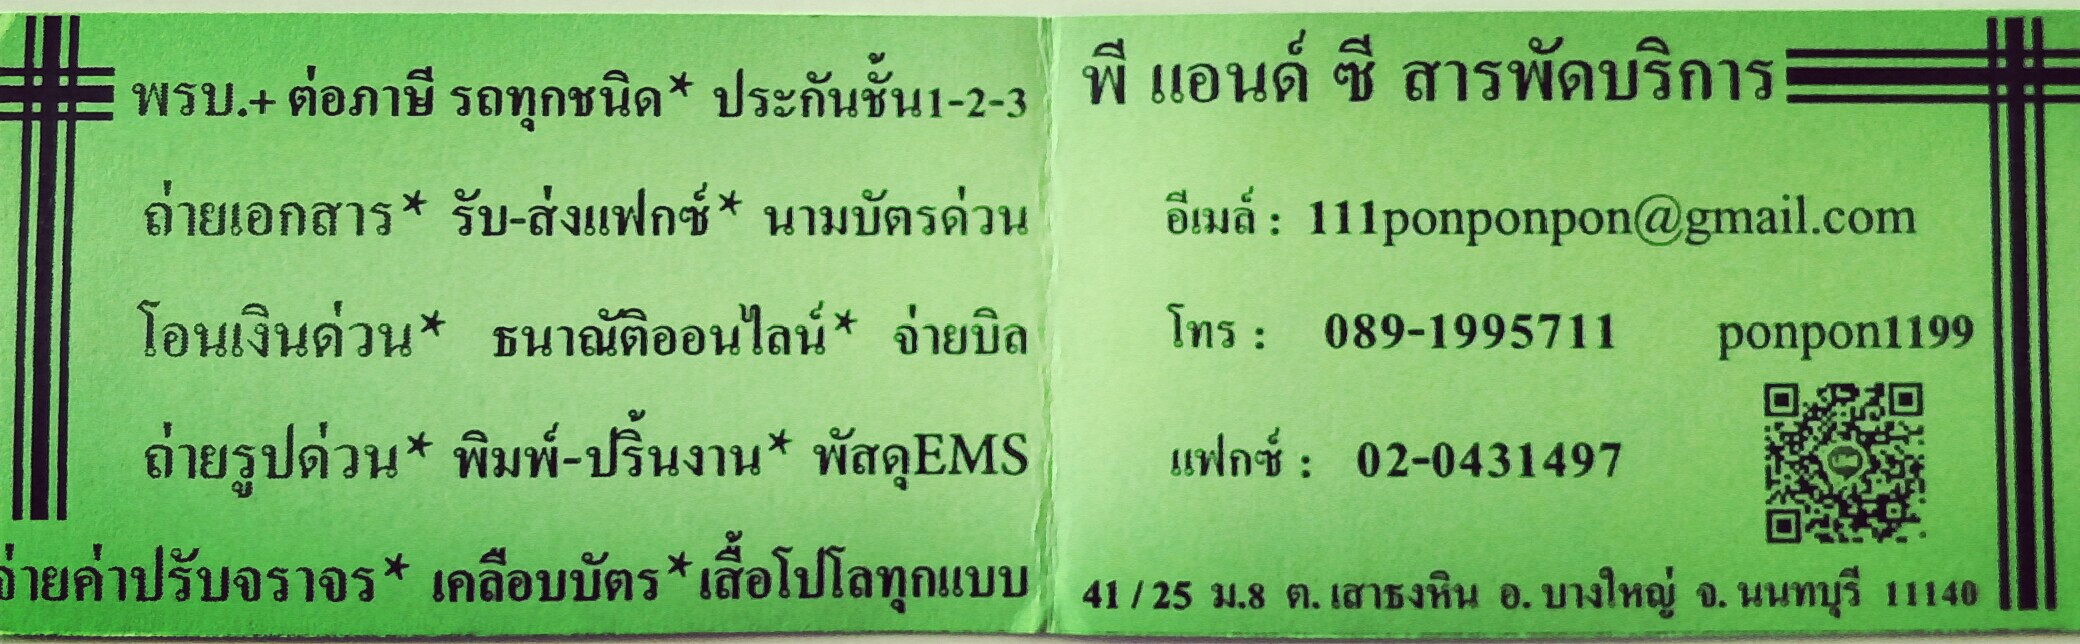 พรบ.+ ต่อภาษี รถทุกชนิด* ประกันชั้น1-2-3
ถ่ายเอกสาร* รับ-ส่งแฟกซ์* นามบัตรด่วน
โอนเงินด่วน* ธนาณัติออนไลน์* จ่ายบิล
ถ่ายรูปด่วน* พิมพ์-ปริ้นงาน* พัสดุEMS
จ่ายค่าปรับจราจร* เคลือบบัตร*เสื้อโปโลทุกแบบ
พี แอนด์ ซี สารพัดบริการ
อีเมล์ : 111ponponpon@gmail.com
โทร : 089-1995711 ponpon1199
แฟกซ์ : 02-0431497
41 / 25 ม.8 ต. เสาธงหิน อ. บางใหญ่ จ. นนทบุรี 11140